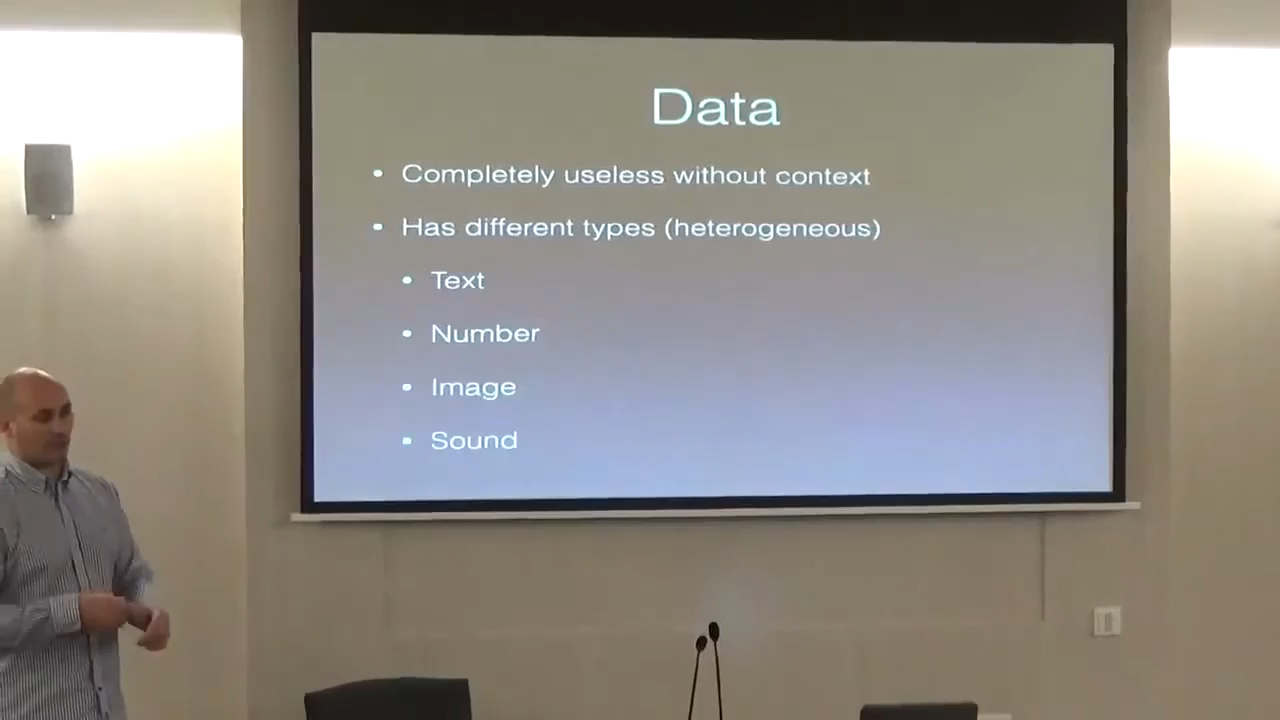 Data
• Completely useless without context
• Has different types (heterogeneous)
• Text
• Number
• Image
• Sound